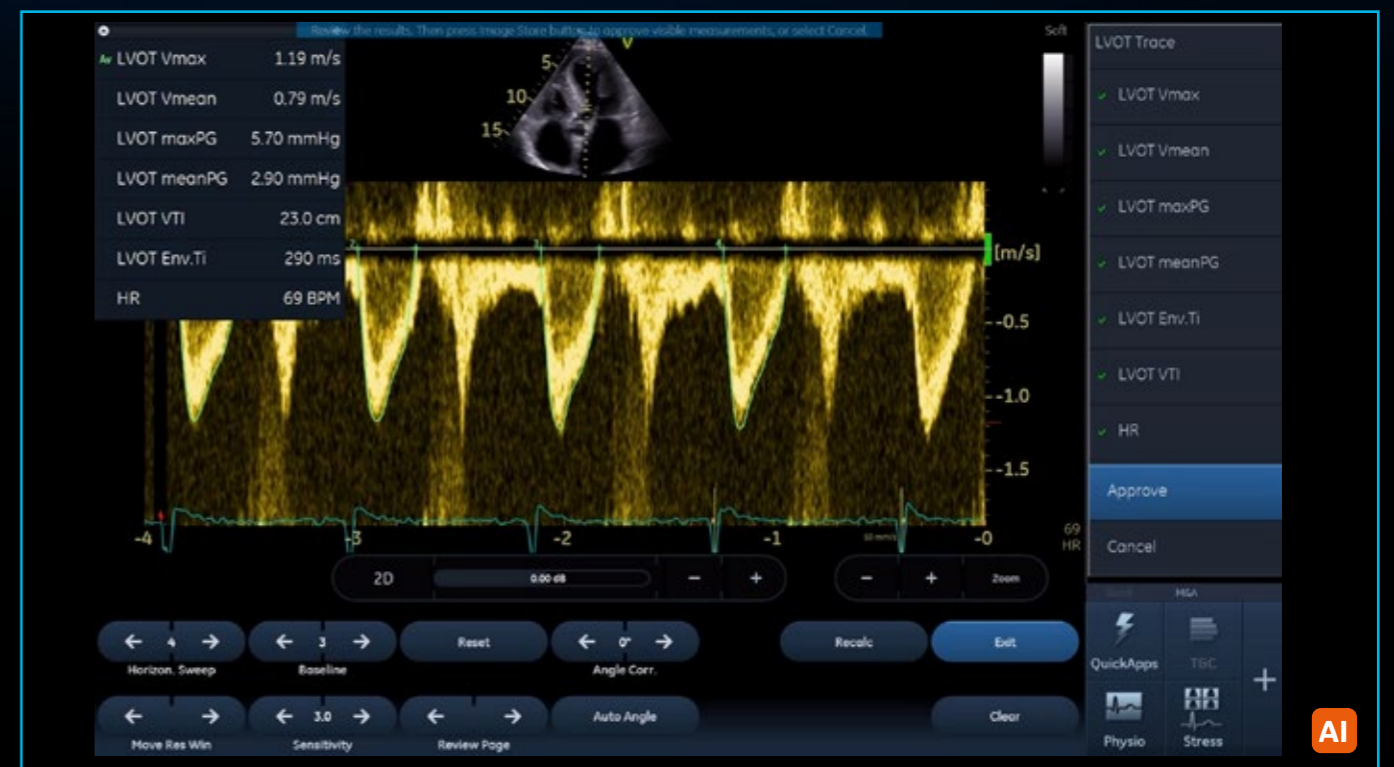 Review the results. Then press Image Store button to approve visible measurements, or select Cancel.
Av LVOT Vmax 1.19 m/s
LVOT Vmean 0.79 m/s
LVOT maxPG 5.70 mmHg
LVOT meanPG 2.90 mmHg
LVOT VTI 23.0 cm
LVOT Env.Ti 290 ms
HR 69 BPM
V
5
10
15
Soft
2
3
4
[m/s]
-0.5
-1.0
-1.5
-4
-3
-2
-1
-0
69
HR
LVOT Trace
LVOT Vmax
LVOT Vmean
LVOT maxPG
LVOT meanPG
LVOT Env.Ti
LVOT VTI
HR
Approve
Cancel
2D 0.00 dB - + - + Zoom
4
Horizon. Sweep
3
Baseline
Reset
0°
Angle Corr.
Recalc
Exit
Move Res Win
3.0
Sensitivity
Review Page
Auto Angle
Clear
M&A
QuickApps
TGC
+
Physio
Stress
AI